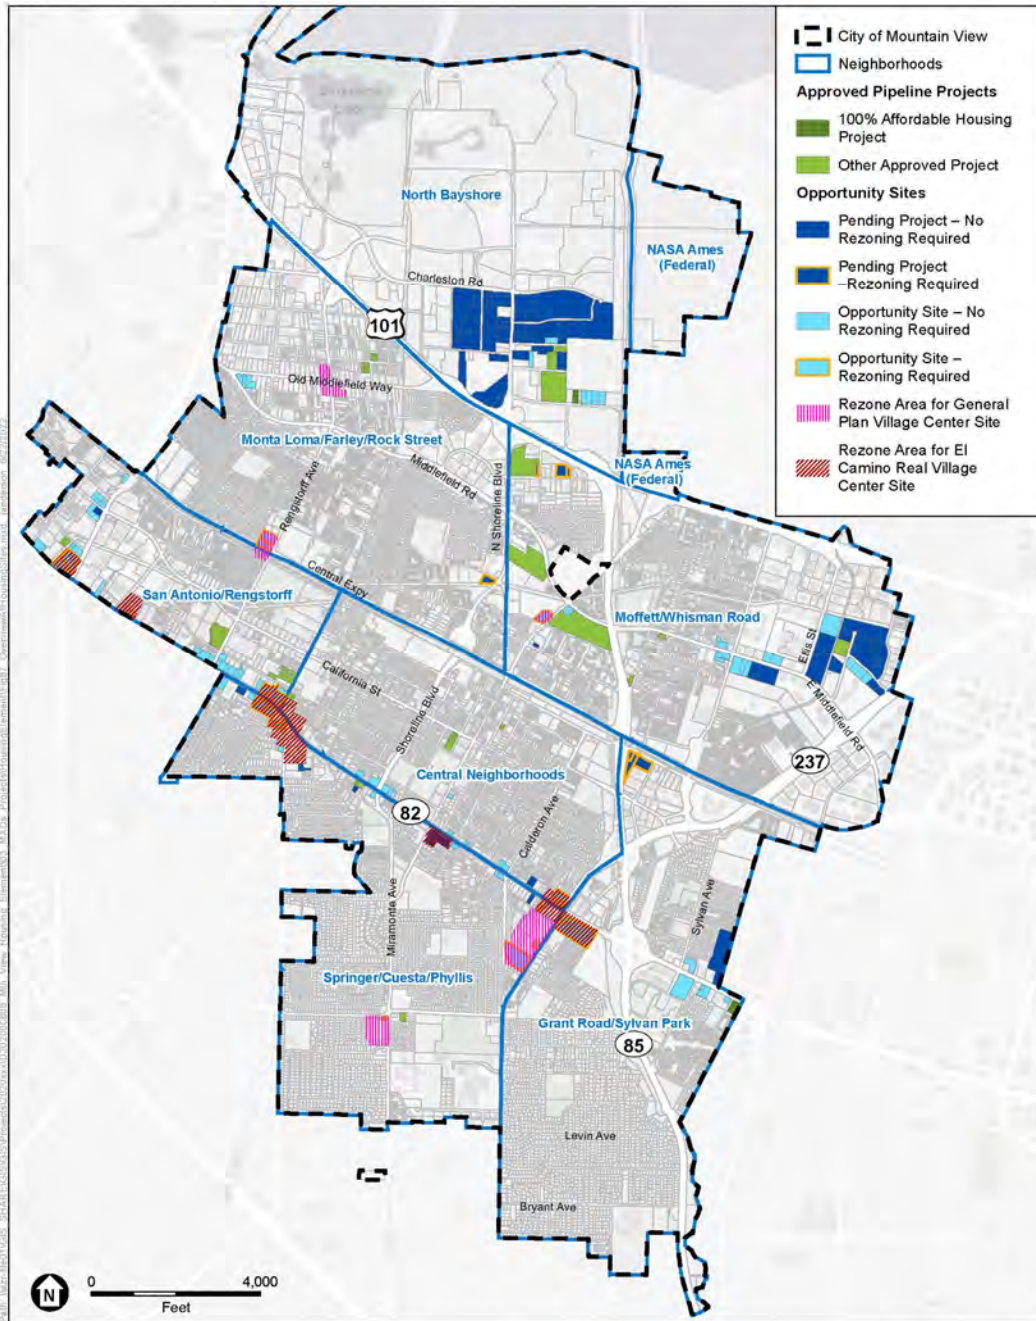 City of Mountain View
Neighborhoods
Approved Pipeline Projects
100% Affordable Housing
Project
Other Approved Project
Opportunity Sites
Pending Project – No
Rezoning Required
Pending Project
–Rezoning Required
Opportunity Site – No
Rezoning Required
Opportunity Site –
Rezoning Required
Rezone Area for General
Plan Village Center Site
Rezone Area for El
Camino Real Village
Center Site
North Bayshore
NASA Ames
(Federal)
Charleston Rd
101
Old Middlefield Way
Monta Loma/Farley/Rock Street
Middlefield Rd
NASA Ames
(Federal)
Rengstorff Ave
N Shoreline Blvd
Central Expy
San Antonio/Rengstorff
Moffett/Whisman Road
Ellis St
E Middlefield Rd
California St
Shoreline Blvd
237
Central Neighborhoods
82
Calderon Ave
Miramonte Ave
Sylvan Ave
Springer/Cuesta/Phyllis
Grant Road/Sylvan Park
85
Levin Ave
Bryant Ave
N
0 4,000
Feet